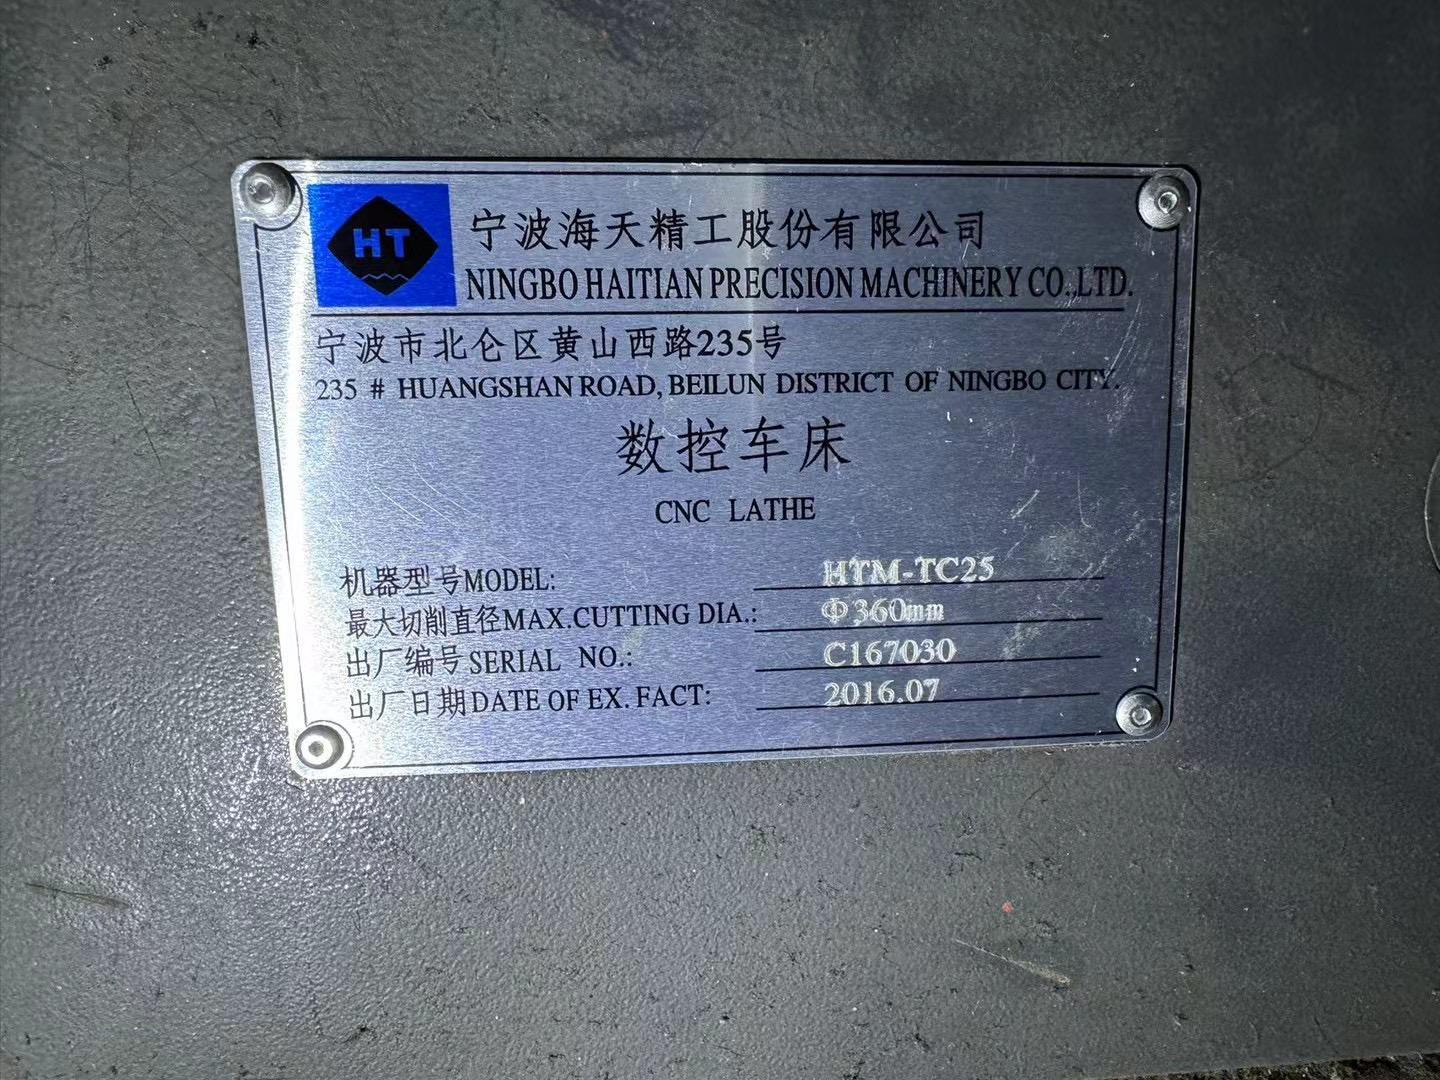 HT
宁波海天精工股份有限公司
NINGBO HAITIAN PRECISION MACHINERY CO.,LTD.
宁波市北仑区黄山西路235号
235 # HUANGSHAN ROAD, BEILUN DISTRICT OF NINGBO CITY.
数控车床
CNC LATHE
机器型号MODEL: HTM-TC25
最大切削直径MAX.CUTTING DIA.: Φ360mm
出厂编号SERIAL NO.: C167030
出厂日期DATE OF EX. FACT: 2016.07